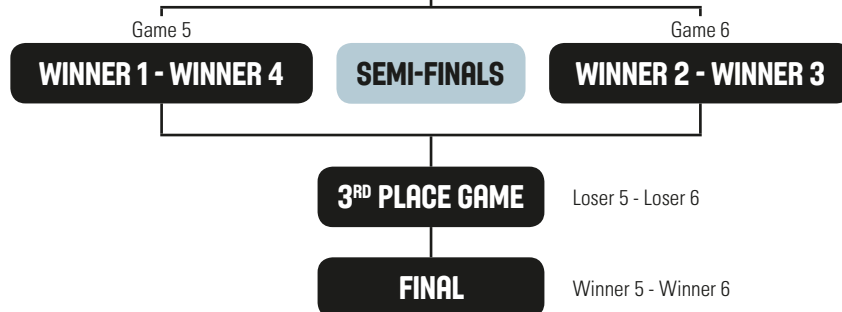 Game 5
Game 6
WINNER 1 - WINNER 4
SEMI-FINALS
WINNER 2 - WINNER 3
3RD PLACE GAME
Loser 5 - Loser 6
FINAL
Winner 5 - Winner 6